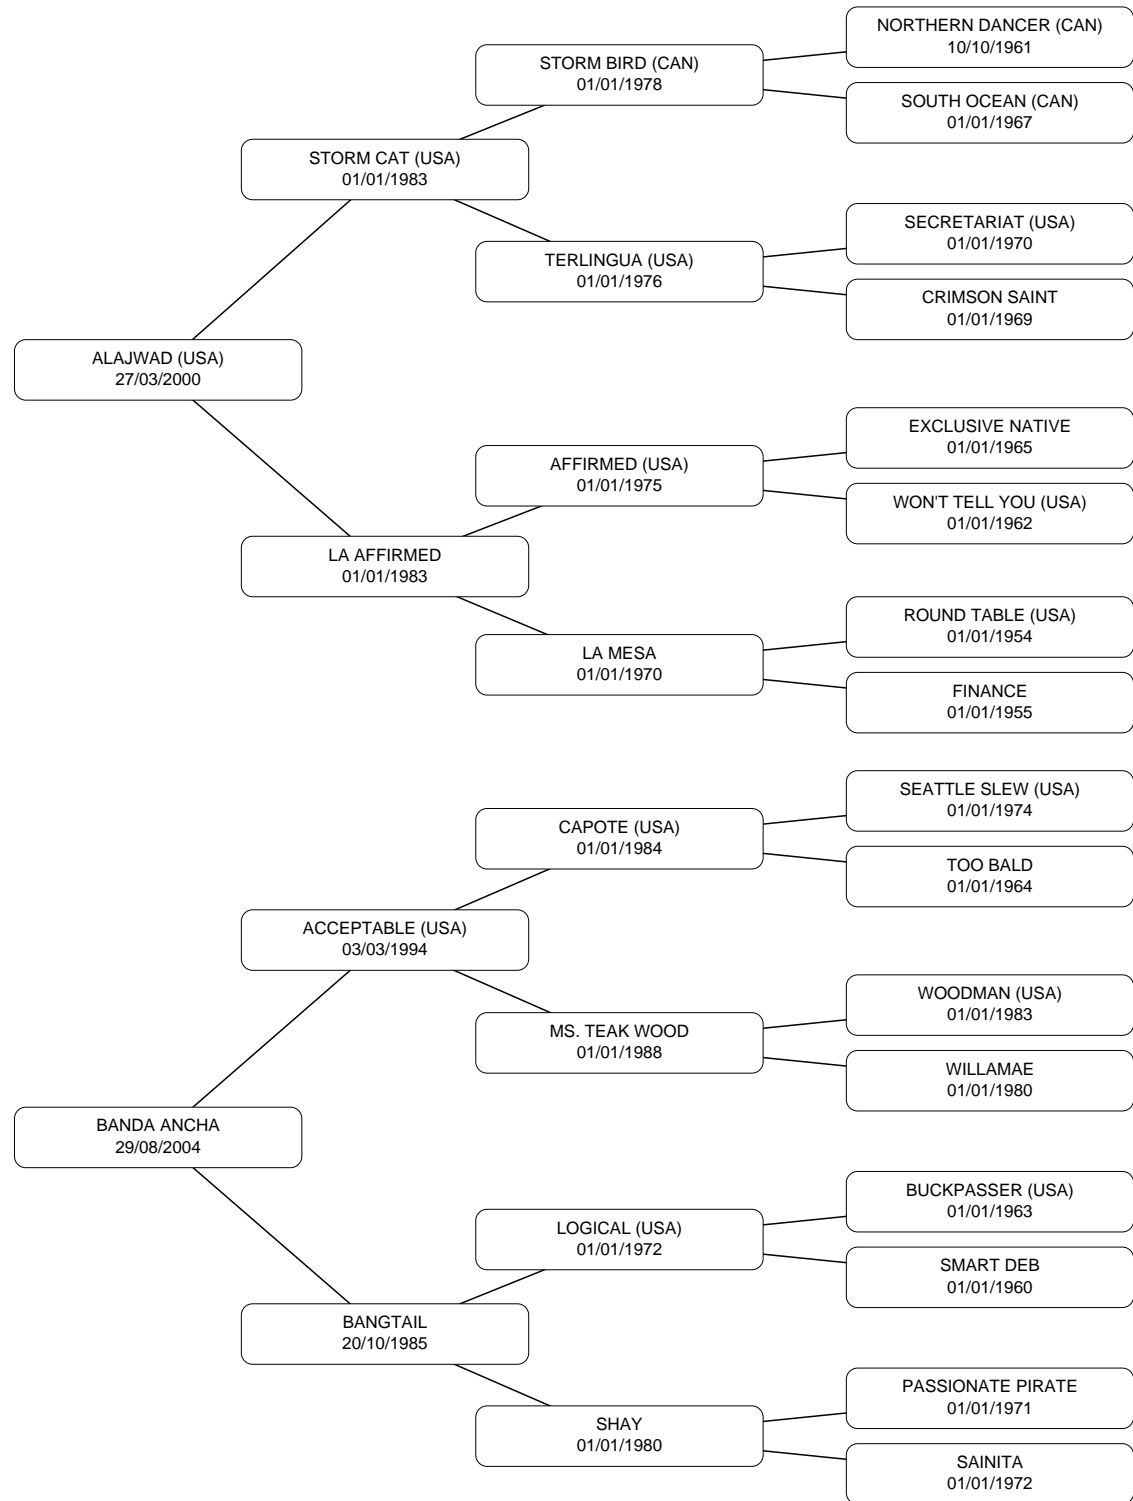 NORTHERN DANCER (CAN)
10/10/1961
STORM BIRD (CAN)
01/01/1978
SOUTH OCEAN (CAN)
01/01/1967
STORM CAT (USA)
01/01/1983
SECRETARIAT (USA)
01/01/1970
TERLINGUA (USA)
01/01/1976
CRIMSON SAINT
01/01/1969
ALAJWAD (USA)
27/03/2000
EXCLUSIVE NATIVE
01/01/1965
AFFIRMED (USA)
01/01/1975
WON'T TELL YOU (USA)
01/01/1962
LA AFFIRMED
01/01/1983
ROUND TABLE (USA)
01/01/1954
LA MESA
01/01/1970
FINANCE
01/01/1955
SEATTLE SLEW (USA)
01/01/1974
CAPOTE (USA)
01/01/1984
TOO BALD
01/01/1964
ACCEPTABLE (USA)
03/03/1994
WOODMAN (USA)
01/01/1983
MS. TEAK WOOD
01/01/1988
WILLAMAE
01/01/1980
BANDA ANCHA
29/08/2004
BUCKPASSER (USA)
01/01/1963
LOGICAL (USA)
01/01/1972
SMART DEB
01/01/1960
BANGTAIL
20/10/1985
PASSIONATE PIRATE
01/01/1971
SHAY
01/01/1980
SAINITA
01/01/1972